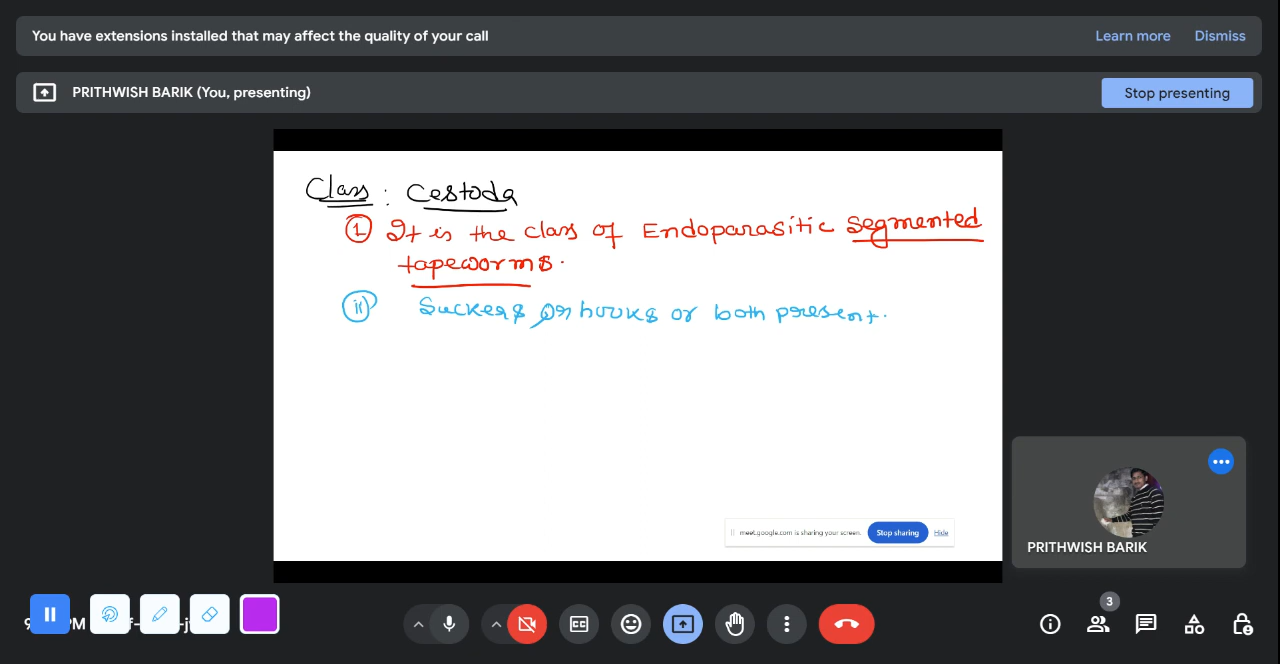 You have extensions installed that may affect the quality of your call
Learn more
Dismiss
PRITHWISH BARIK (You, presenting)
Stop presenting
Class : Cestoda
① It is the class of Endoparasitic segmented
tapeworms.
ii Suckers or hooks or both present.
meet.google.com is sharing your screen.
Stop sharing
Hide
PRITHWISH BARIK
3
PM
CC